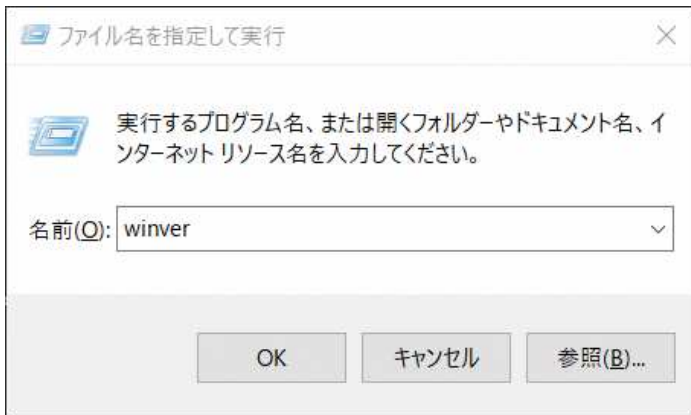 ファイル名を指定して実行
実行するプログラム名、または開くフォルダーやドキュメント名、イ
ンターネット リソース名を入力してください。
名前(O): winver
OK キャンセル 参照(B)...